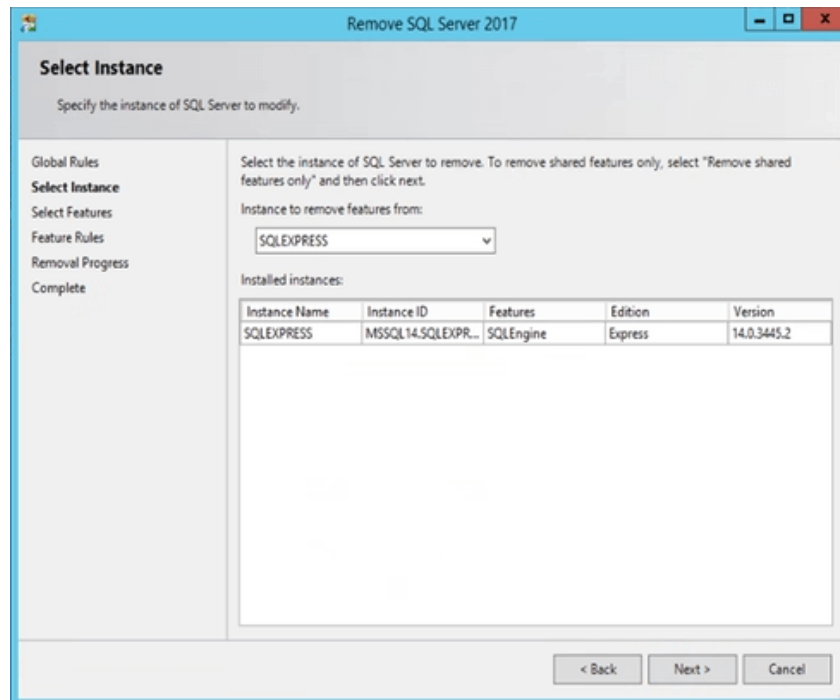 Remove SQL Server 2017
Select Instance
Specify the instance of SQL Server to modify.
Global Rules
Select Instance
Select Features
Feature Rules
Removal Progress
Complete
Select the instance of SQL Server to remove. To remove shared features only, select "Remove shared
features only" and then click next.
Instance to remove features from:
SQLEXPRESS
Installed instances:
Instance Name Instance ID Features Edition Version
SQLEXPRESS MSSQL14.SQLEXPR... SQLEngine Express 14.0.3445.2
< Back Next > Cancel